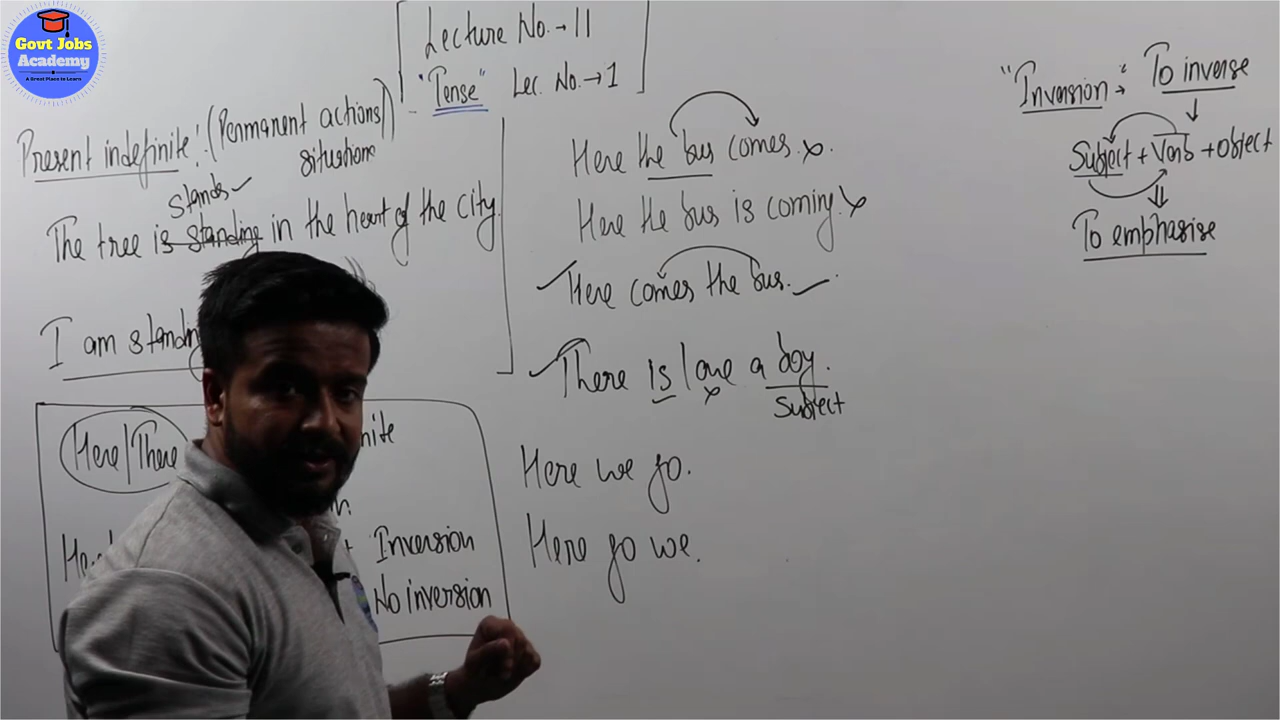 Govt Jobs
Academy
A Great Place to Learn
Lecture No. → 11
"Tense" Lec. No. → 1
Present indefinite : (Permanent actions)
situations
stands ✓
The tree is standing in the heart of the city.
I am standing
Here/There
Inversion
No inversion
Here the bus comes. x
Here the bus is coming. x
Here comes the bus.
There is a boy.
Subject
Here we go.
Here go we.
"Inversion" → To inverse
↓
Subject + Verb + object
⇓
To emphasise